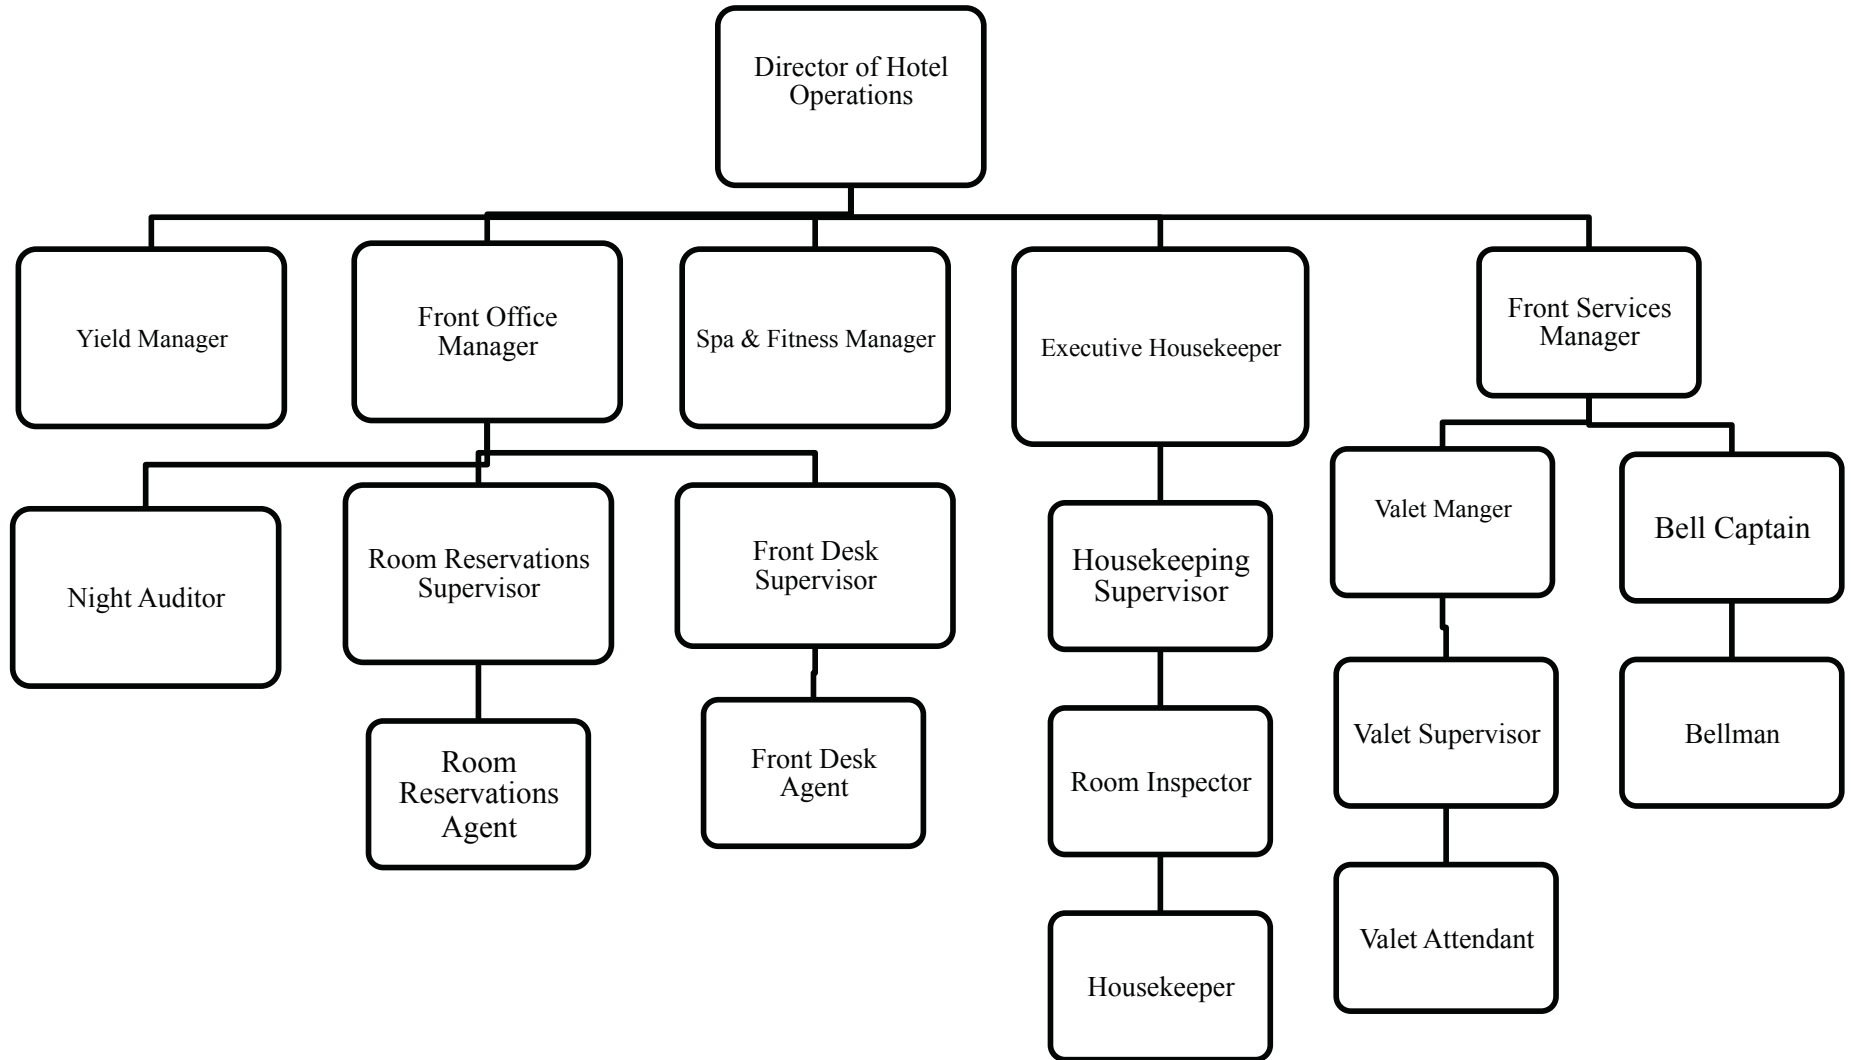 Director of Hotel
Operations
Yield Manager
Front Office
Manager
Spa & Fitness Manager
Executive Housekeeper
Front Services
Manager
Night Auditor
Room Reservations
Supervisor
Front Desk
Supervisor
Housekeeping
Supervisor
Valet Manger
Bell Captain
Room
Reservations
Agent
Front Desk
Agent
Room Inspector
Valet Supervisor
Bellman
Housekeeper
Valet Attendant